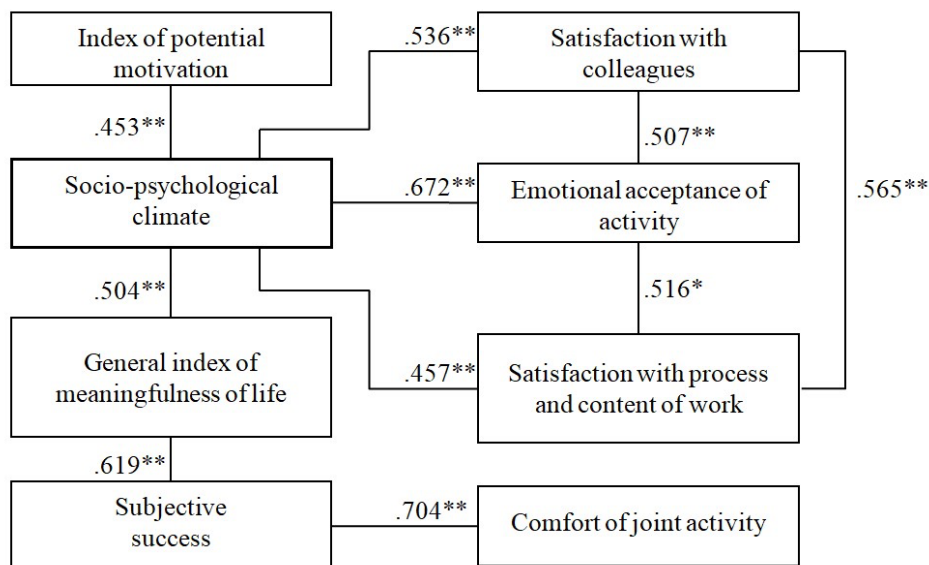 Index of potential
motivation
.536**
Satisfaction with
colleagues
.453**
.507**
Socio-psychological
climate
.672**
Emotional acceptance of
activity
.565**
.504**
.516*
General index of
meaningfulness of life
.457**
Satisfaction with process
and content of work
.619**
Subjective
success
.704**
Comfort of joint activity